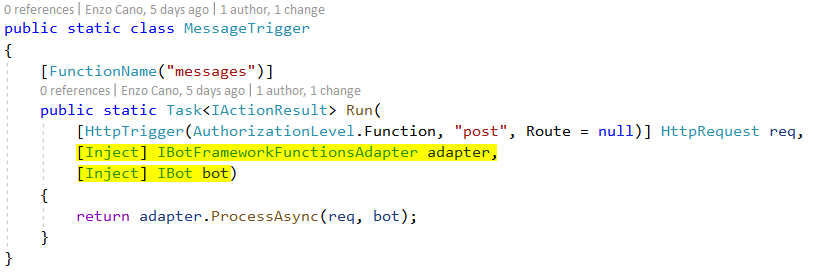 0 references | Enzo Cano, 5 days ago | 1 author, 1 change
public static class MessageTrigger
{
[FunctionName("messages")]
0 references | Enzo Cano, 5 days ago | 1 author, 1 change
public static Task<IActionResult> Run(
[HttpTrigger(AuthorizationLevel.Function, "post", Route = null)] HttpRequest req,
[Inject] IBotFrameworkFunctionsAdapter adapter,
[Inject] IBot bot)
{
return adapter.ProcessAsync(req, bot);
}
}